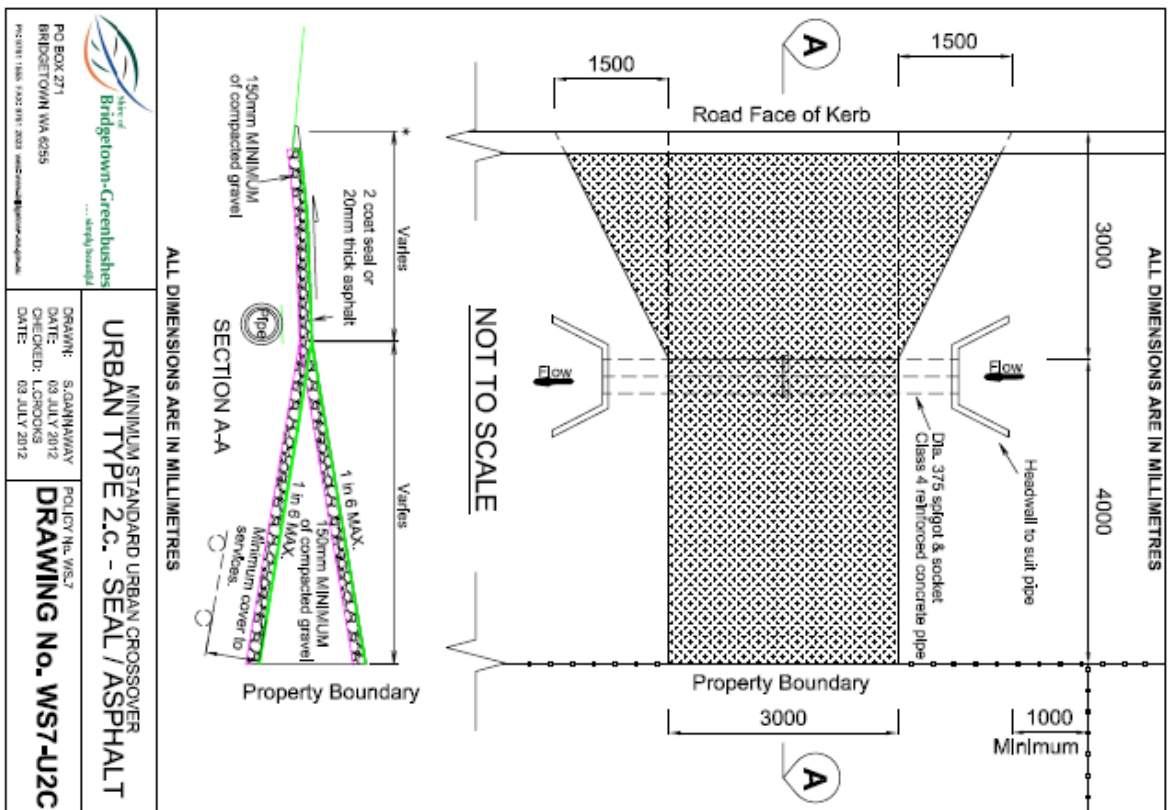 ALL DIMENSIONS ARE IN MILLIMETRES
1500
A
1500
Road Face of Kerb
3000
4000
Flow
Flow
Headwall to suit pipe
Dia. 375 spigot & socket
Class 4 reinforced concrete pipe
Property Boundary
3000
1000
Minimum
A
NOT TO SCALE
*
Varies
Varies
2 coat seal or
20mm thick asphalt
150mm MINIMUM
of compacted gravel
Pipe
1 in 6 MAX.
150mm MINIMUM
of compacted gravel
1 in 6 MAX.
Minimum cover to
services.
Property Boundary
SECTION A-A
ALL DIMENSIONS ARE IN MILLIMETRES
Shire of
Bridgetown-Greenbushes
.... simply beautiful
PO BOX 271
BRIDGETOWN WA 6255
MINIMUM STANDARD URBAN CROSSOVER
URBAN TYPE 2.c. - SEAL / ASPHALT
DRAWN: S.GANNAWAY
DATE: 03 JULY 2012
CHECKED: L.CROOKS
DATE: 03 JULY 2012
POLICY No. WS.7
DRAWING No. WS7-U2C